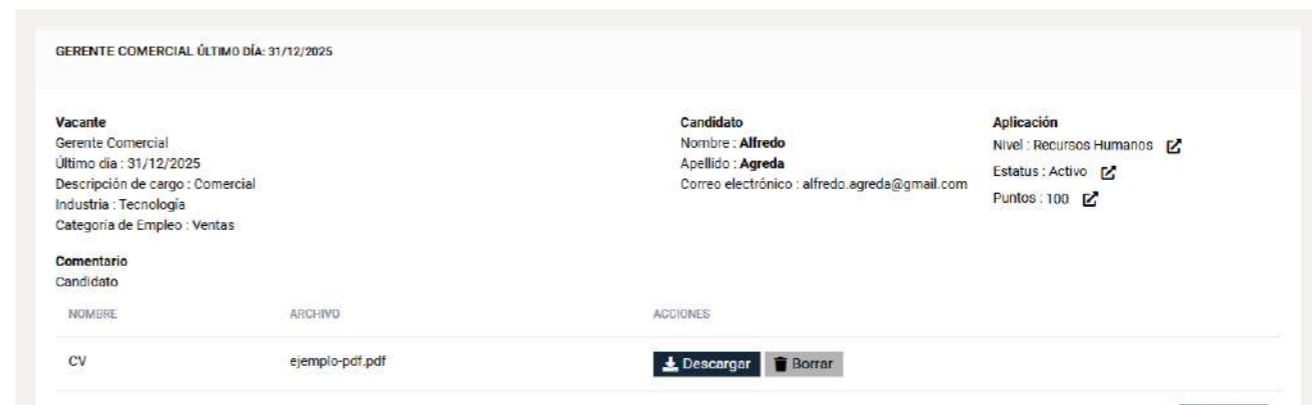 GERENTE COMERCIAL ÚLTIMO DÍA: 31/12/2025
Vacante
Gerente Comercial
Último día : 31/12/2025
Descripción de cargo : Comercial
Industria : Tecnología
Categoría de Empleo : Ventas
Candidato
Nombre : Alfredo
Apellido : Agreda
Correo electrónico : alfredo.agreda@gmail.com
Aplicación
Nivel : Recursos Humanos
Estatus : Activo
Puntos : 100
Comentario
Candidato
NOMBRE ARCHIVO ACCIONES
CV ejemplo-pdf.pdf Descargar Borrar